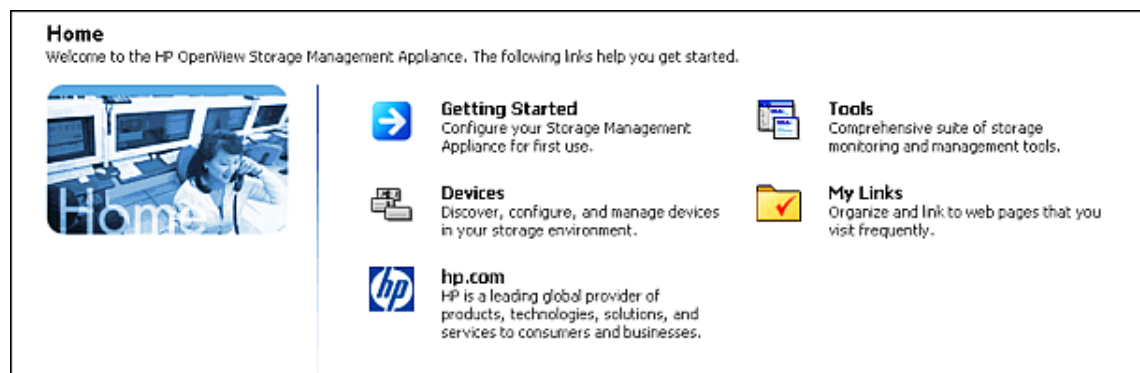 Home
Welcome to the HP OpenView Storage Management Appliance. The following links help you get started.
Home
Getting Started
Configure your Storage Management
Appliance for first use.
Devices
Discover, configure, and manage devices
in your storage environment.
hp
hp.com
HP is a leading global provider of
products, technologies, solutions, and
services to consumers and businesses.
Tools
Comprehensive suite of storage
monitoring and management tools.
My Links
Organize and link to web pages that you
visit frequently.